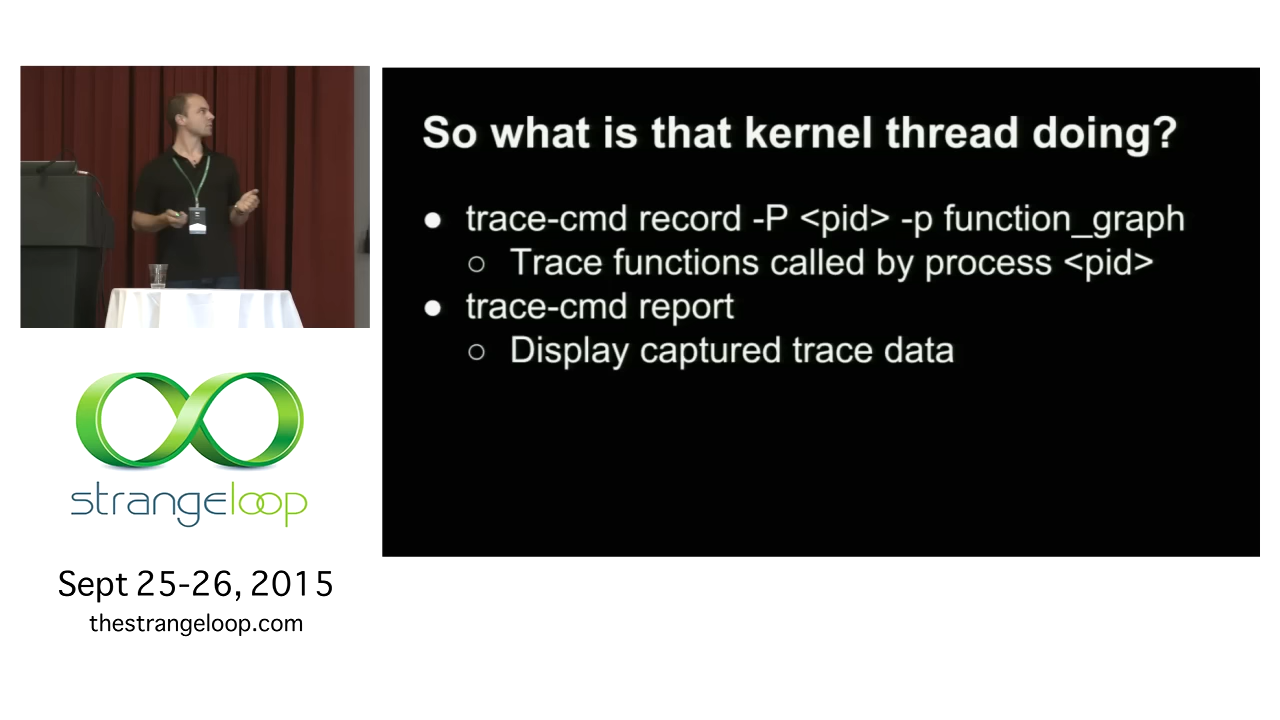 So what is that kernel thread doing?
● trace-cmd record -P <pid> -p function_graph
○ Trace functions called by process <pid>
● trace-cmd report
○ Display captured trace data
strangeloop
Sept 25-26, 2015
thestrangeloop.com